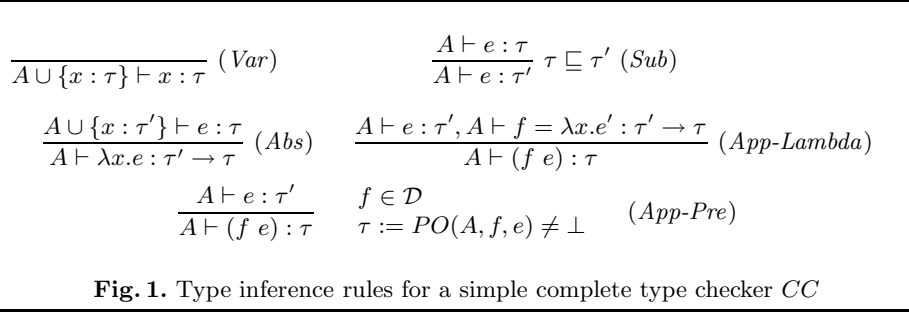 A ⊢ e : τ
A ∪ {x : τ} ⊢ x : τ (Var) A ⊢ e : τ′ τ ⊑ τ′ (Sub)
A ∪ {x : τ′} ⊢ e : τ A ⊢ e : τ′, A ⊢ f = λx.e′ : τ′ → τ
A ⊢ λx.e : τ′ → τ (Abs) A ⊢ (f e) : τ (App-Lambda)
A ⊢ e : τ′ f ∈ 𝒟
A ⊢ (f e) : τ τ := PO(A, f, e) ≠ ⊥ (App-Pre)
Fig. 1. Type inference rules for a simple complete type checker CC